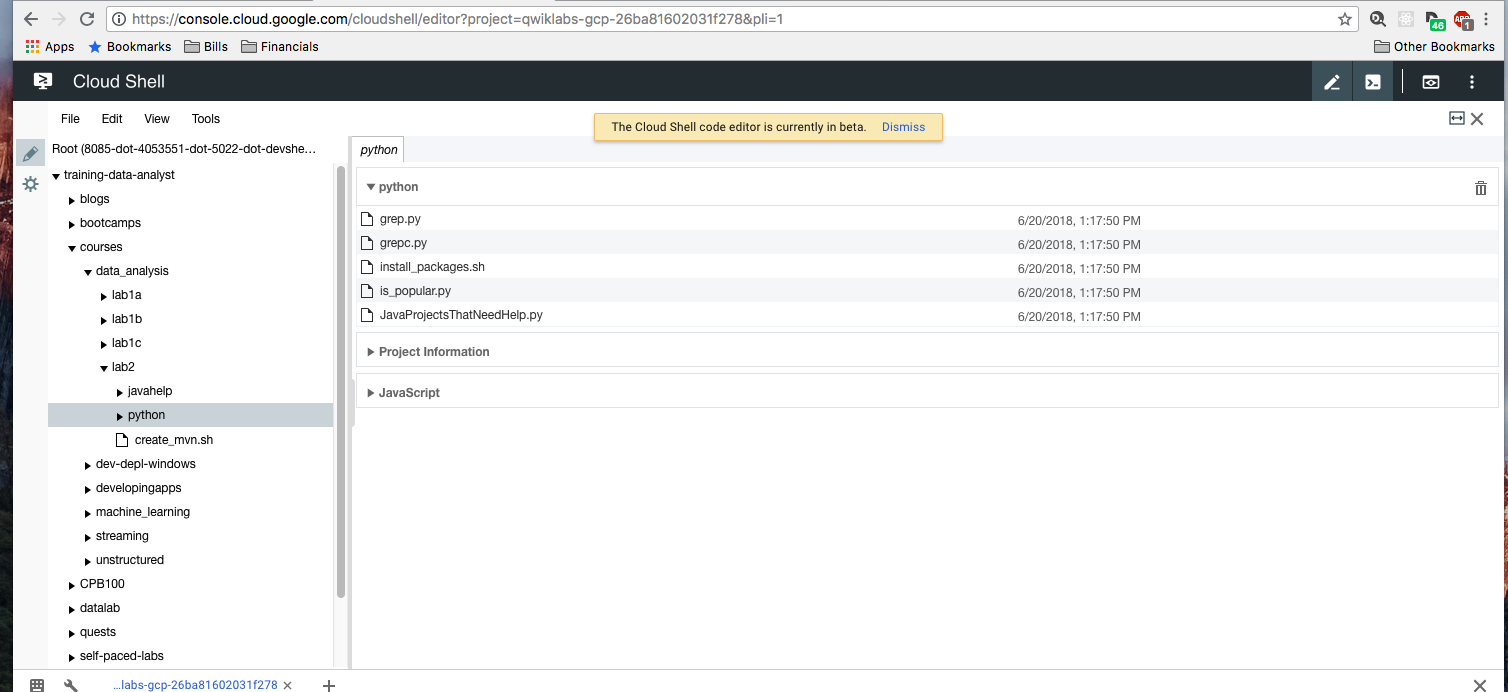 https://console.cloud.google.com/cloudshell/editor?project=qwiklabs-gcp-26ba81602031f278&pli=1
46
ABP
1
Apps
Bookmarks
Bills
Financials
Other Bookmarks
Cloud Shell
File Edit View Tools
The Cloud Shell code editor is currently in beta. Dismiss
Root (8085-dot-4053551-dot-5022-dot-devshe...
training-data-analyst
blogs
bootcamps
courses
data_analysis
lab1a
lab1b
lab1c
lab2
javahelp
python
create_mvn.sh
dev-depl-windows
developingapps
machine_learning
streaming
unstructured
CPB100
datalab
quests
self-paced-labs
python
python
grep.py 6/20/2018, 1:17:50 PM
grepc.py 6/20/2018, 1:17:50 PM
install_packages.sh 6/20/2018, 1:17:50 PM
is_popular.py 6/20/2018, 1:17:50 PM
JavaProjectsThatNeedHelp.py 6/20/2018, 1:17:50 PM
Project Information
JavaScript
...labs-gcp-26ba81602031f278